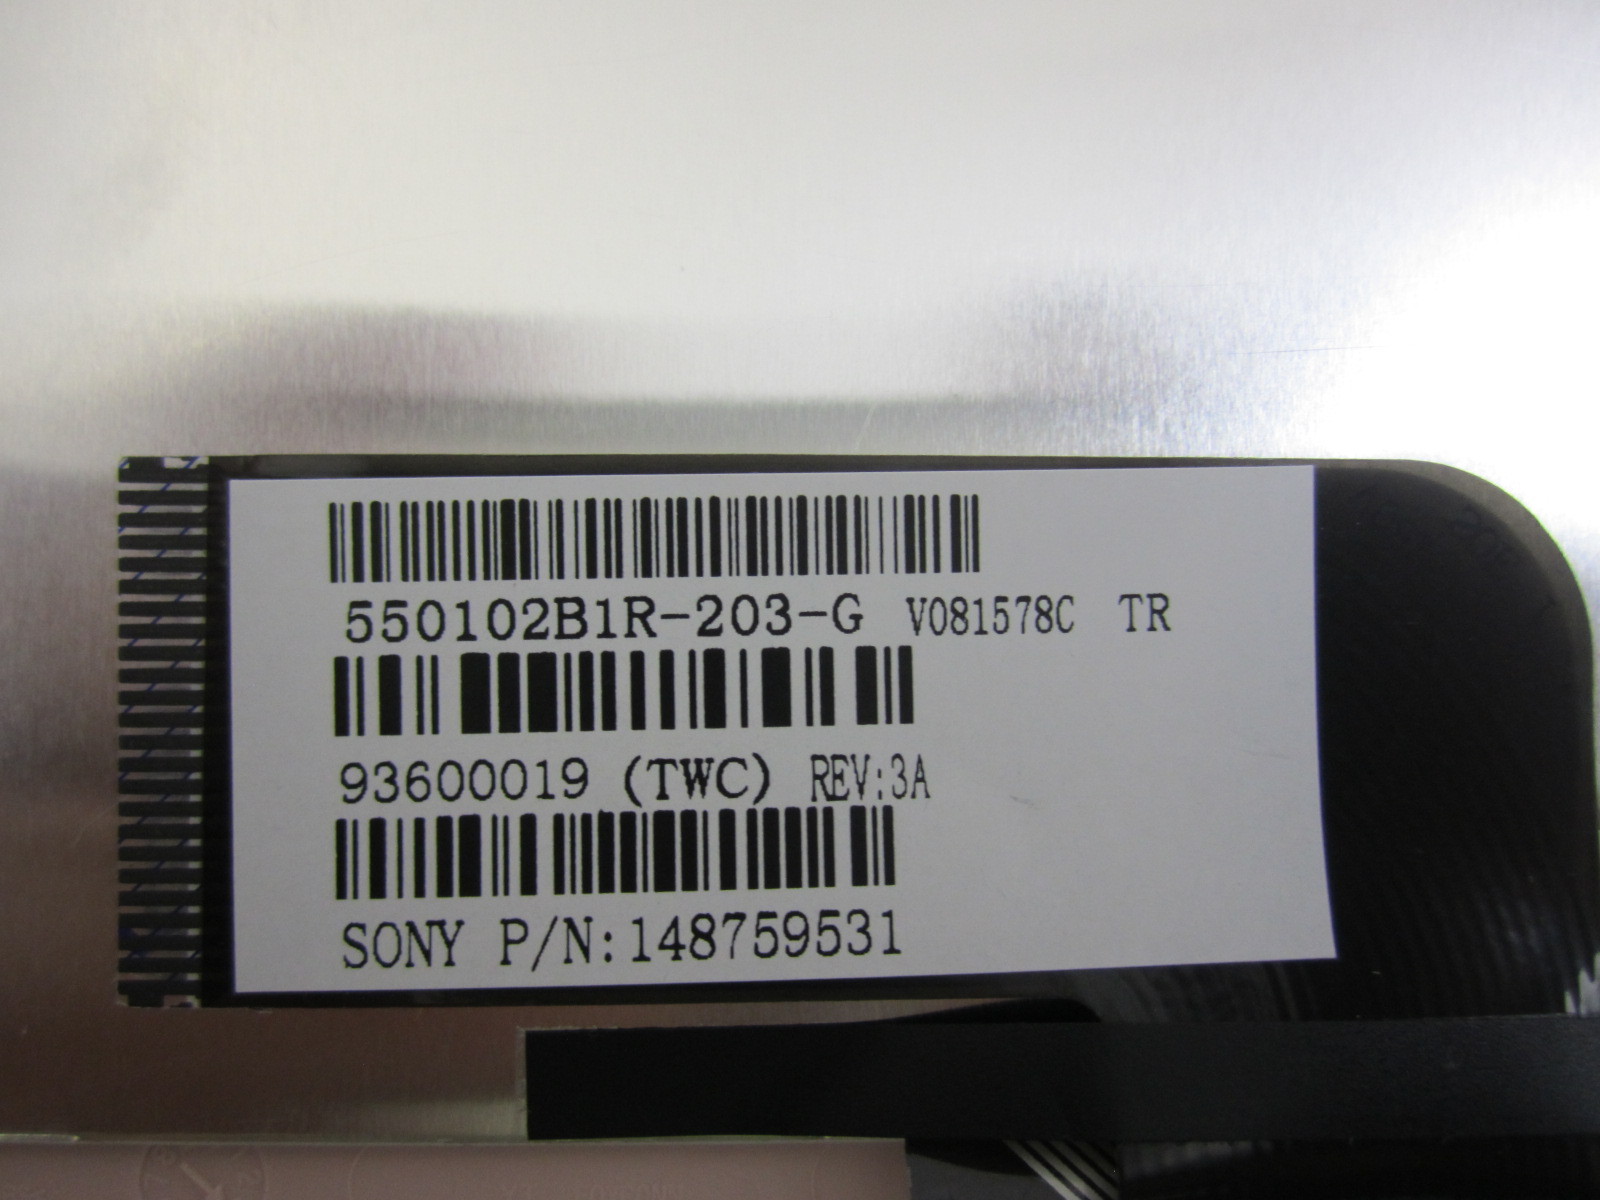 550102B1R-203-G V081578C TR
93600019 (TWC) REV:3A
SONY P/N:148759531